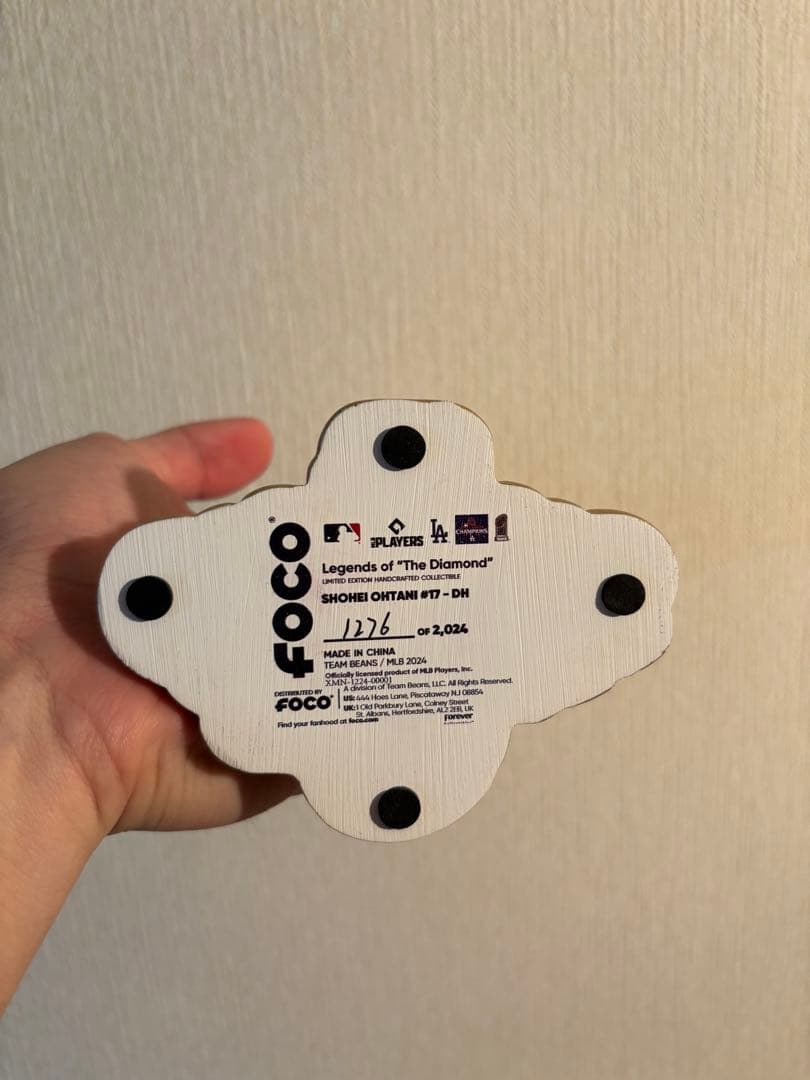 FOCO®
PLAYERS LA CHAMPIONS
Legends of "The Diamond"
LIMITED EDITION HANDCRAFTED COLLECTIBLE
SHOHEI OHTANI #17 - DH
1276 OF 2,024
MADE IN CHINA
TEAM BEANS / MLB 2024
Officially licensed product of MLB Players, Inc.
XMN-1224-00001
DISTRIBUTED BY
FOCO
A division of Team Beans, LLC. All Rights Reserved.
US: 444 Hoes Lane, Piscataway NJ 08854
UK: 1 Old Parkbury Lane, Colney Street
St. Albans, Hertfordshire, AL2 2EB, UK
Find your fanhood at foco.com
Forever